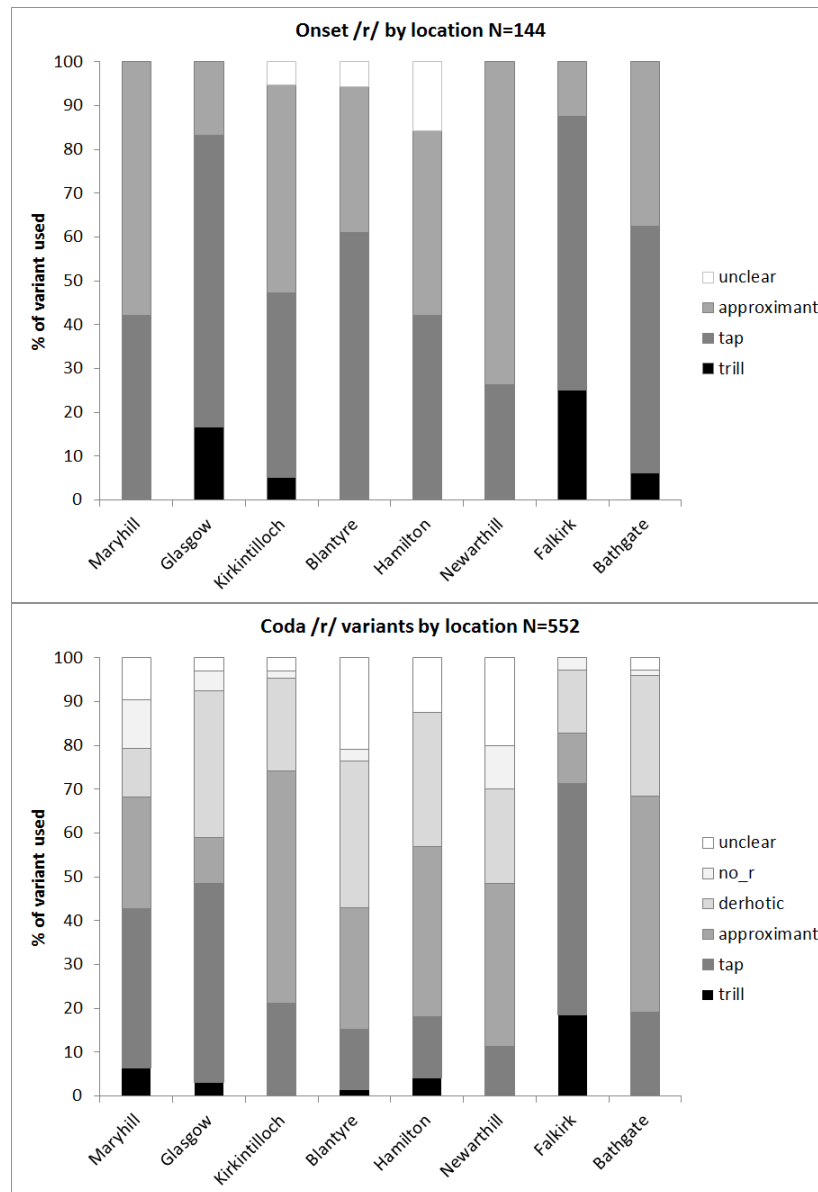 Onset /r/ by location N=144
% of variant used
100
90
80
70
60
50
40
30
20
10
0
Maryhill
Glasgow
Kirkintilloch
Blantyre
Hamilton
Newarthill
Falkirk
Bathgate
unclear
approximant
tap
trill
Coda /r/ variants by location N=552
% of variant used
100
90
80
70
60
50
40
30
20
10
0
Maryhill
Glasgow
Kirkintilloch
Blantyre
Hamilton
Newarthill
Falkirk
Bathgate
unclear
no_r
derhotic
approximant
tap
trill